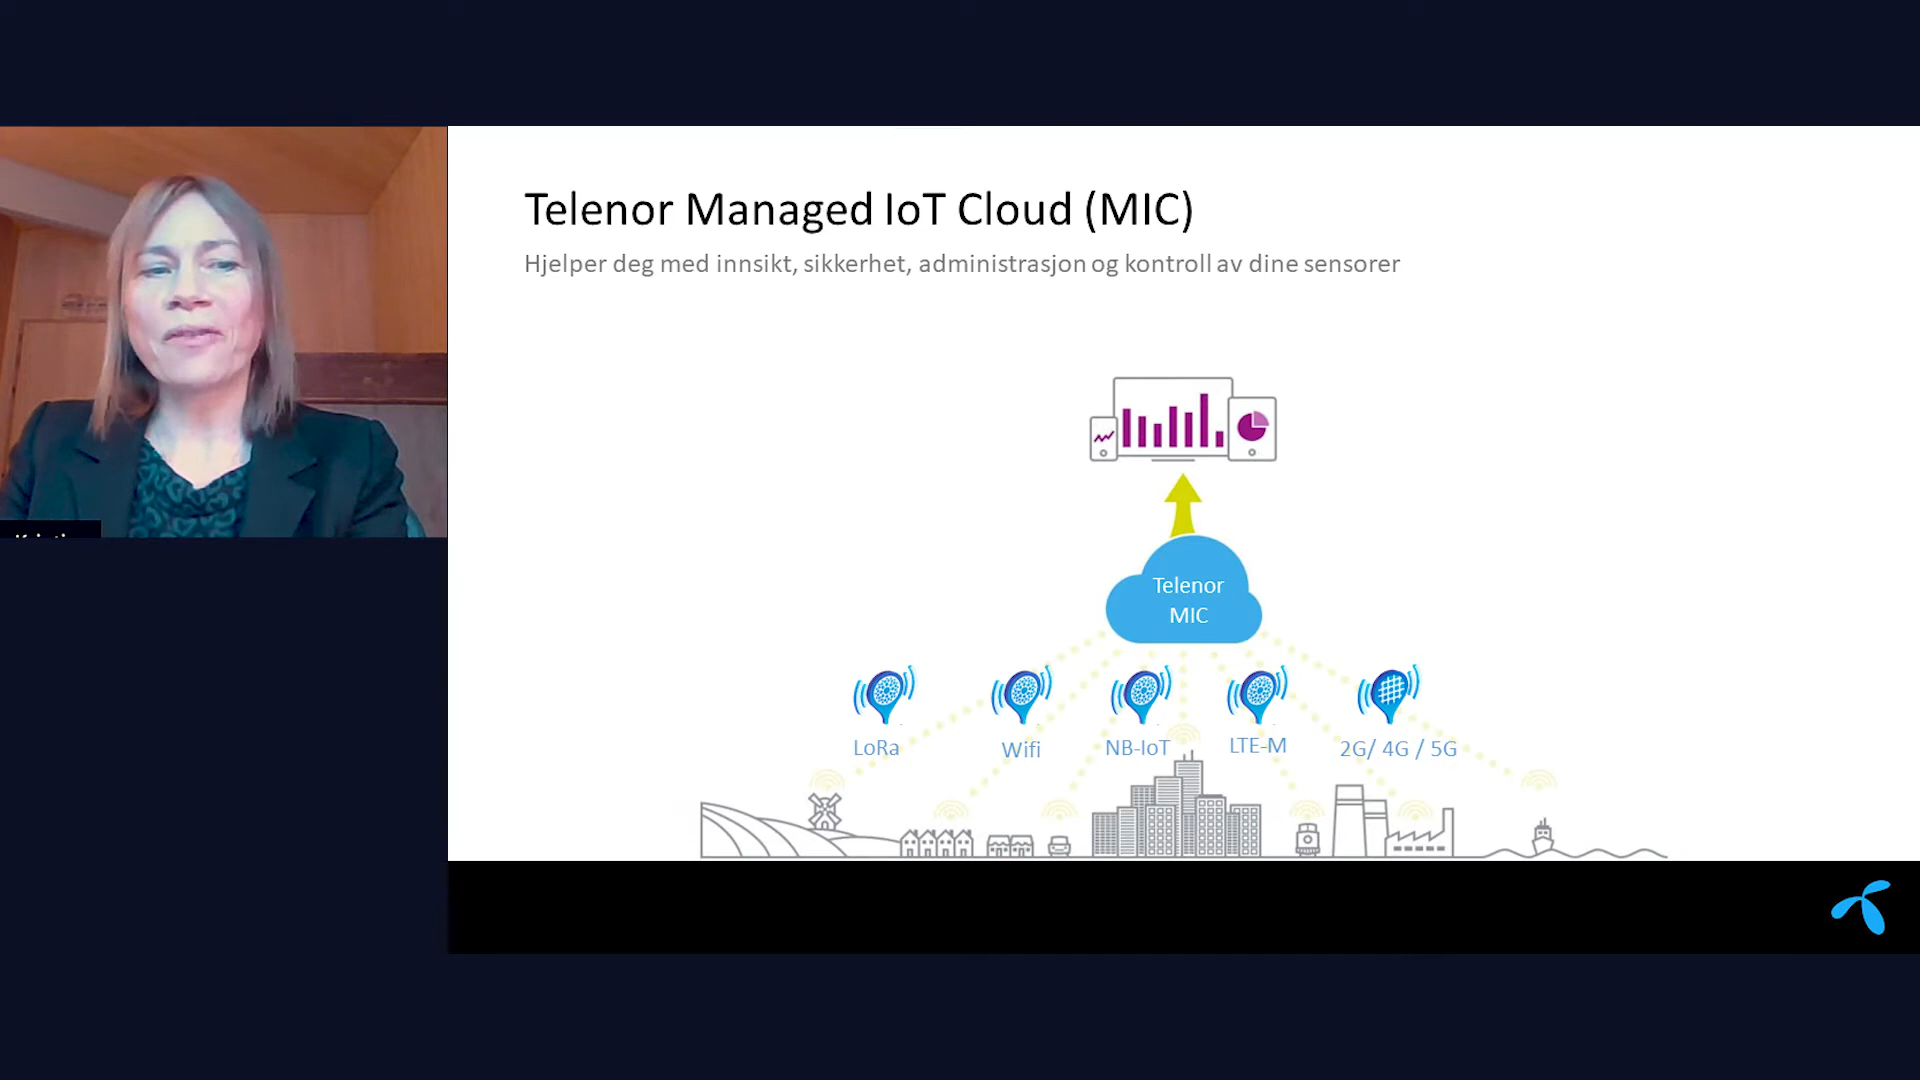 Telenor Managed IoT Cloud (MIC)
Hjelper deg med innsikt, sikkerhet, administrasjon og kontroll av dine sensorer
Telenor
MIC
LoRa
Wifi
NB-IoT
LTE-M
2G/ 4G / 5G